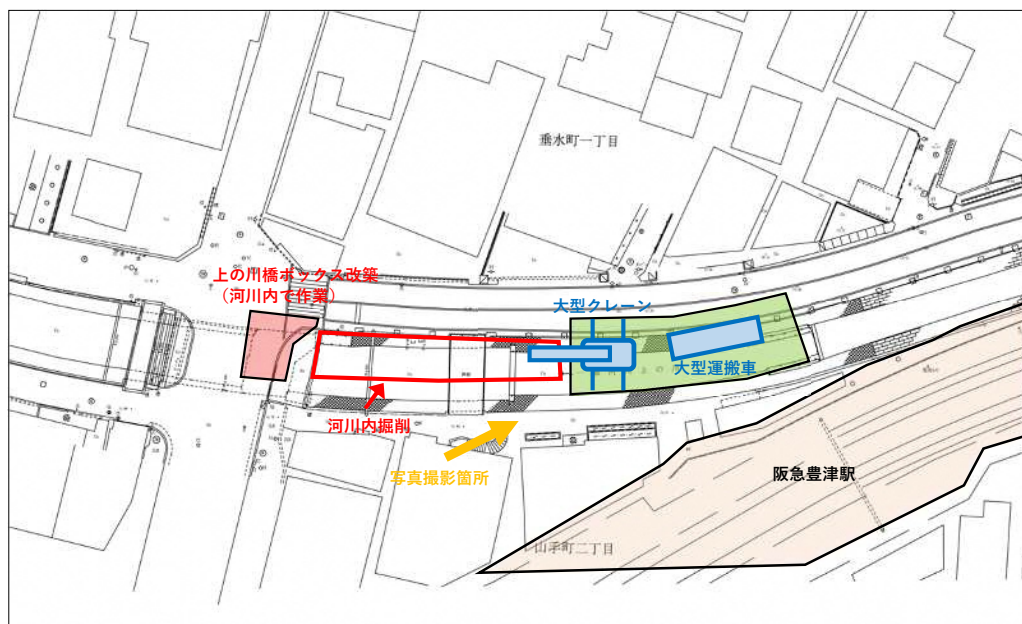 垂水町一丁目
上の川橋ボックス改築
（河川内で作業）
大型クレーン
大型運搬車
河川内掘削
写真撮影箇所
阪急豊津駅
山手町二丁目